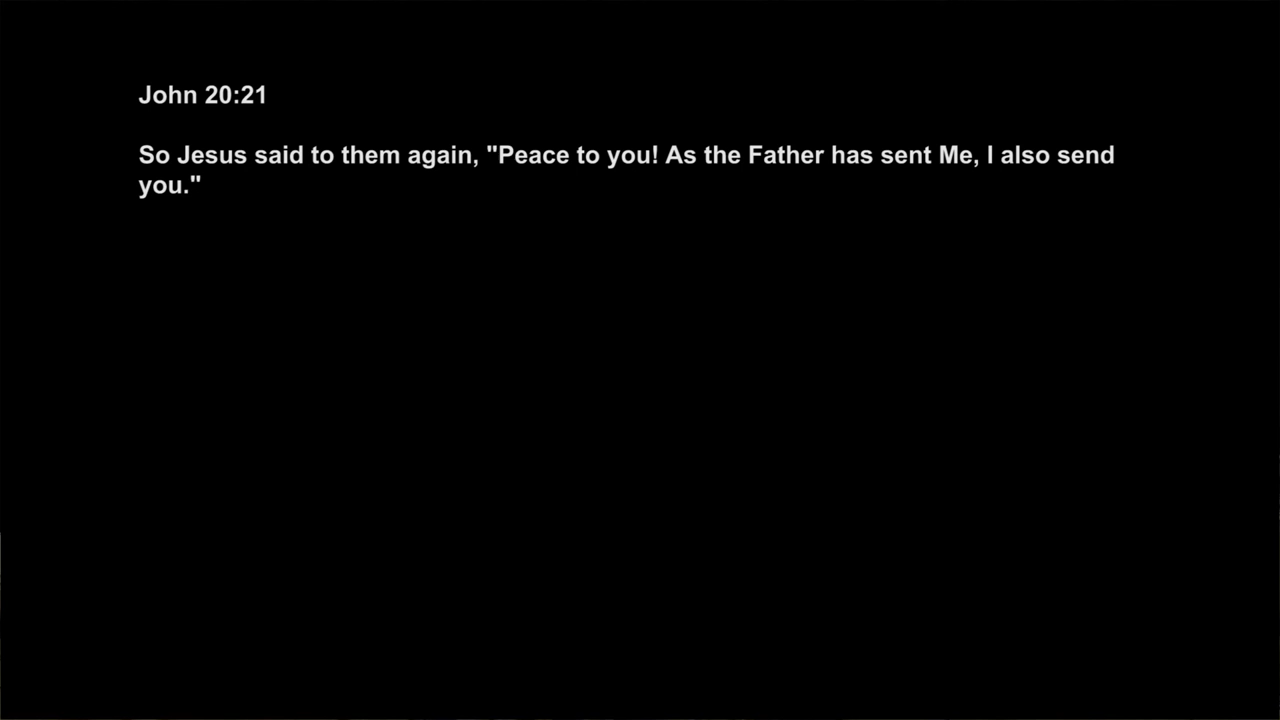 John 20:21
So Jesus said to them again, "Peace to you! As the Father has sent Me, I also send
you."